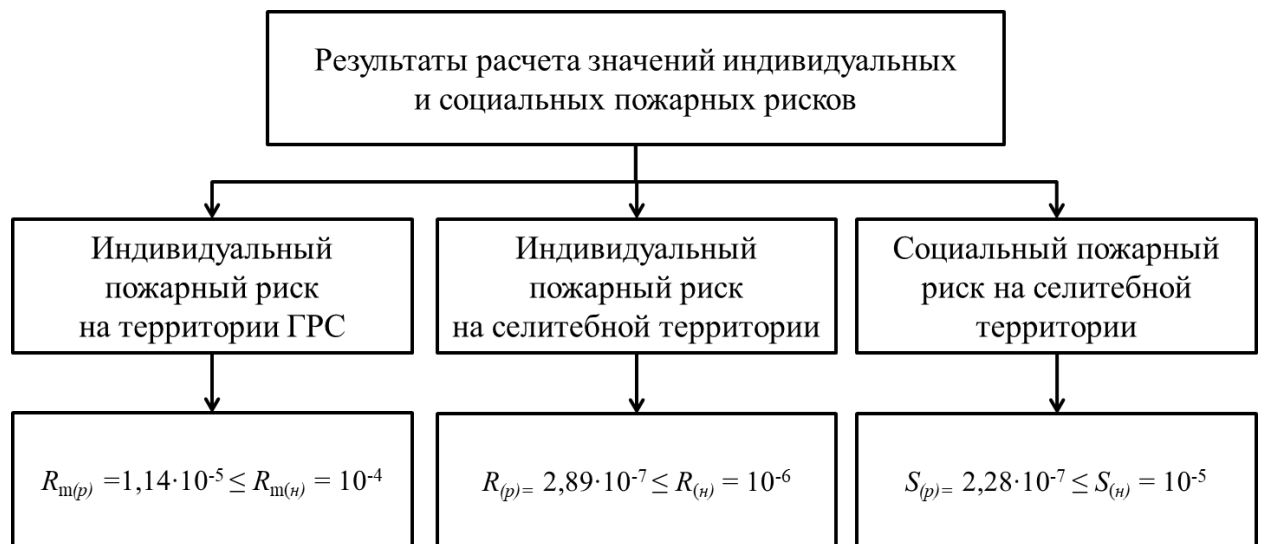 Результаты расчета значений индивидуальных
и социальных пожарных рисков
Индивидуальный
пожарный риск
на территории ГРС
Индивидуальный
пожарный риск
на селитебной территории
Социальный пожарный
риск на селитебной
территории
Rm(р) =1,14·10-5 ≤ Rm(н) = 10-4
R(р)= 2,89·10-7 ≤ R(н) = 10-6
S(р)= 2,28·10-7 ≤ S(н) = 10-5